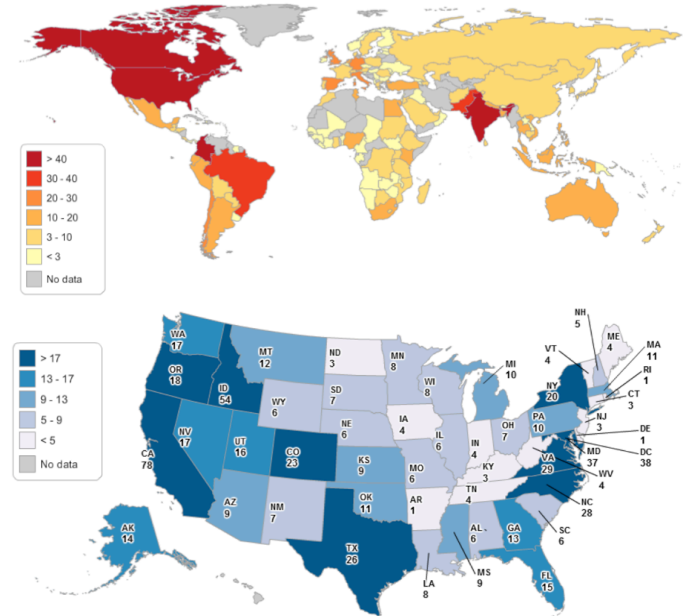 > 40
30 - 40
20 - 30
10 - 20
3 - 10
< 3
No data
> 17
13 - 17
9 - 13
5 - 9
< 5
No data
WA
17
OR
18
ID
54
MT
12
ND
3
MN
8
WI
8
MI
10
NH
5
VT
4
ME
4
MA
11
RI
1
CT
3
NY
20
NJ
3
PA
10
DE
1
MD
37
DC
38
WV
4
VA
29
NC
28
SC
6
CA
78
NV
17
UT
16
WY
6
SD
7
NE
6
IA
4
IL
6
IN
4
OH
7
KY
3
CO
23
KS
9
MO
6
TN
4
AZ
9
NM
7
OK
11
AR
1
TX
26
LA
8
MS
9
AL
6
GA
13
FL
15
AK
14